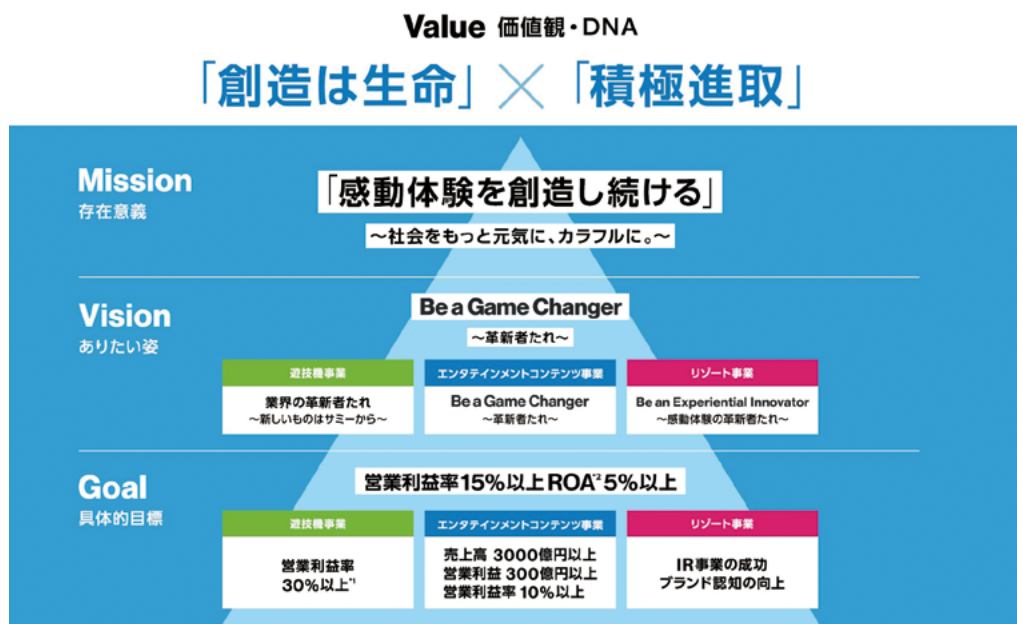 Value 価値観・DNA
「創造は生命」×「積極進取」
Mission
存在意義
「感動体験を創造し続ける」
～社会をもっと元気に、カラフルに。～
Vision
ありたい姿
Be a Game Changer
～革新者たれ～
遊技機事業
業界の革新者たれ
～新しいものはサミーから～
エンタテインメントコンテンツ事業
Be a Game Changer
～革新者たれ～
リゾート事業
Be an Experiential Innovator
～感動体験の革新者たれ～
Goal
具体的目標
営業利益率15%以上 ROA*2 5%以上
遊技機事業
営業利益率
30%以上*1
エンタテインメントコンテンツ事業
売上高 3000億円以上
営業利益 300億円以上
営業利益率 10%以上
リゾート事業
IR事業の成功
ブランド認知の向上